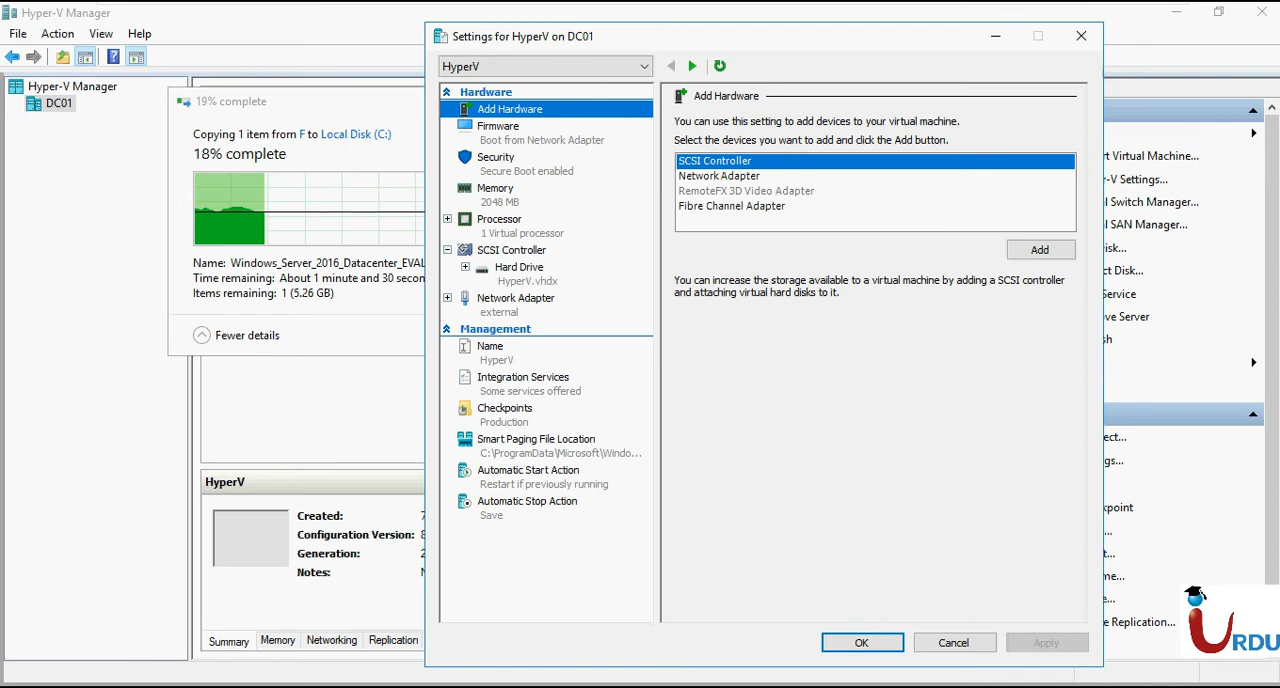 Hyper-V Manager
File Action View Help
Hyper-V Manager
DC01
19% complete
Copying 1 item from F to Local Disk (C:)
18% complete
Name: Windows_Server_2016_Datacenter_EVAL
Time remaining: About 1 minute and 30 secon
Items remaining: 1 (5.26 GB)
Fewer details
HyperV
Created: 7
Configuration Version: 8
Generation: 2
Notes: N
Summary Memory Networking Replication
Settings for HyperV on DC01
HyperV
Hardware
Add Hardware
Firmware
Boot from Network Adapter
Security
Secure Boot enabled
Memory
2048 MB
Processor
1 Virtual processor
SCSI Controller
Hard Drive
HyperV.vhdx
Network Adapter
external
Management
Name
HyperV
Integration Services
Some services offered
Checkpoints
Production
Smart Paging File Location
C:\ProgramData\Microsoft\Windo...
Automatic Start Action
Restart if previously running
Automatic Stop Action
Save
Add Hardware
You can use this setting to add devices to your virtual machine.
Select the devices you want to add and click the Add button.
SCSI Controller
Network Adapter
RemoteFX 3D Video Adapter
Fibre Channel Adapter
Add
You can increase the storage available to a virtual machine by adding a SCSI controller
and attaching virtual hard disks to it.
OK Cancel Apply
rt Virtual Machine...
r-V Settings...
l Switch Manager...
l SAN Manager...
isk...
ct Disk...
Service
ve Server
sh
ect...
gs...
kpoint
t...
me...
e...
le Replication...
iURDU